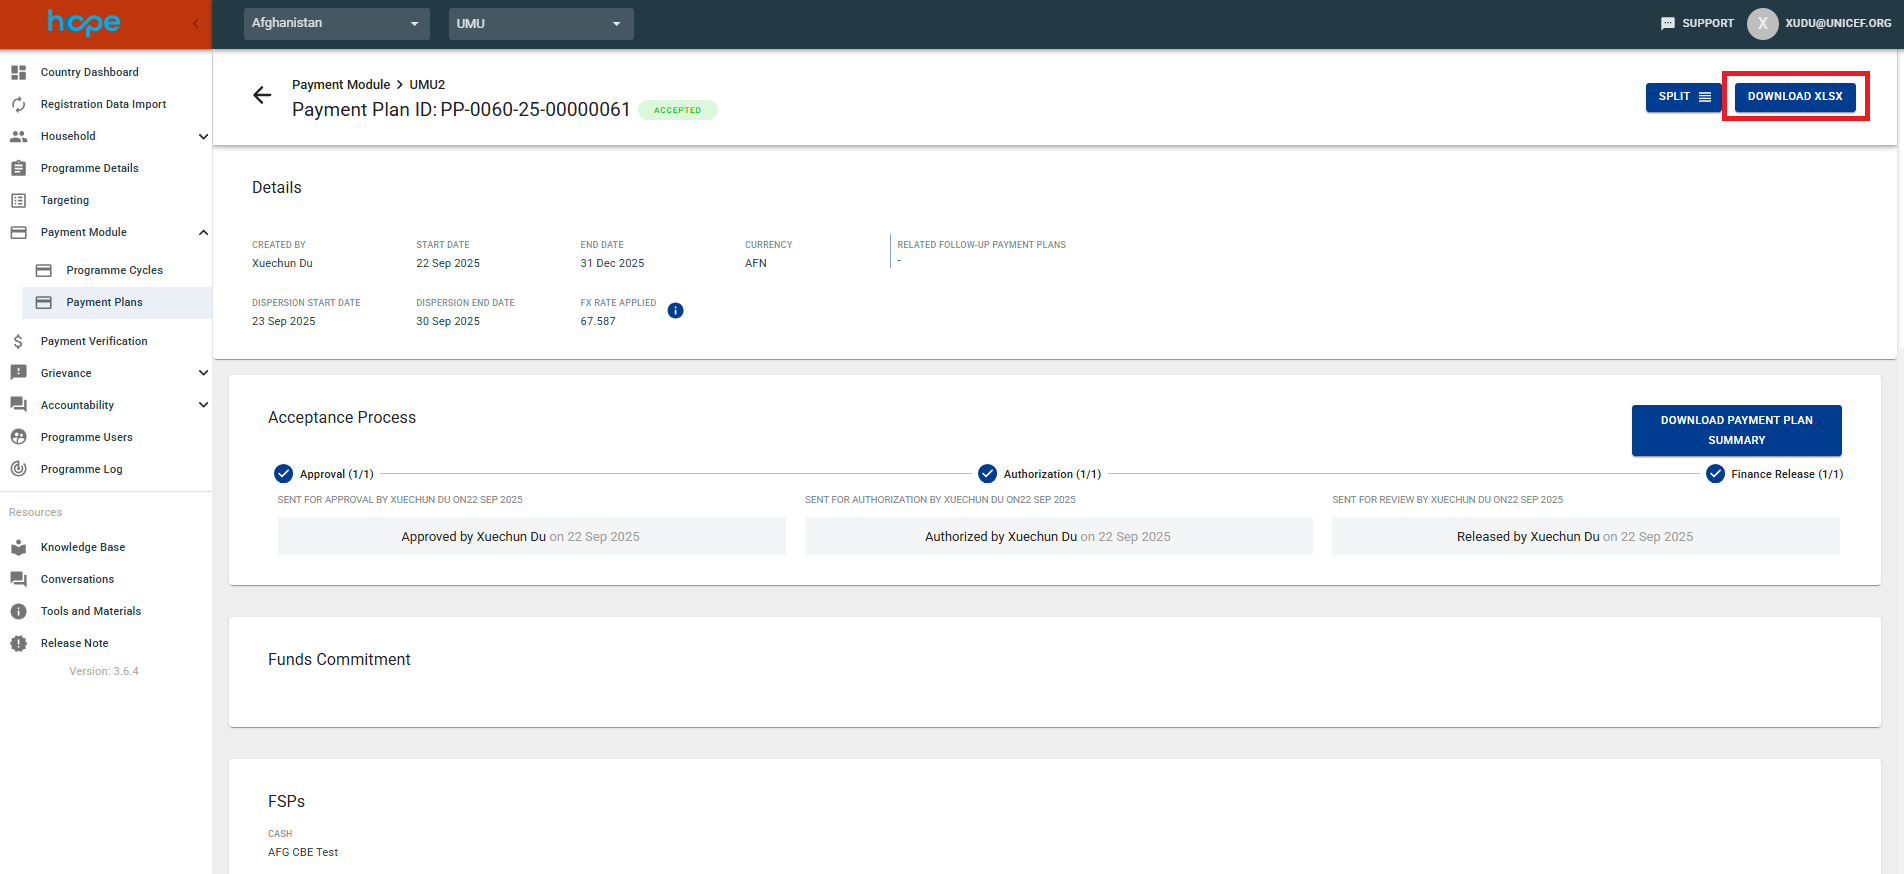 hope
Afghanistan
UMU
SUPPORT
X
XUDU@UNICEF.ORG
Country Dashboard
Registration Data Import
Household
Programme Details
Targeting
Payment Module
Programme Cycles
Payment Plans
Payment Verification
Grievance
Accountability
Programme Users
Programme Log
Resources
Knowledge Base
Conversations
Tools and Materials
Release Note
Version: 3.6.4
Payment Module > UMU2
Payment Plan ID: PP-0060-25-00000061 ACCEPTED
SPLIT
DOWNLOAD XLSX
Details
CREATED BY
Xuechun Du
START DATE
22 Sep 2025
END DATE
31 Dec 2025
CURRENCY
AFN
RELATED FOLLOW-UP PAYMENT PLANS
-
DISPERSION START DATE
23 Sep 2025
DISPERSION END DATE
30 Sep 2025
FX RATE APPLIED
67.587
Acceptance Process
DOWNLOAD PAYMENT PLAN
SUMMARY
Approval (1/1)
Authorization (1/1)
Finance Release (1/1)
SENT FOR APPROVAL BY XUECHUN DU ON22 SEP 2025
SENT FOR AUTHORIZATION BY XUECHUN DU ON22 SEP 2025
SENT FOR REVIEW BY XUECHUN DU ON22 SEP 2025
Approved by Xuechun Du on 22 Sep 2025
Authorized by Xuechun Du on 22 Sep 2025
Released by Xuechun Du on 22 Sep 2025
Funds Commitment
FSPs
CASH
AFG CBE Test